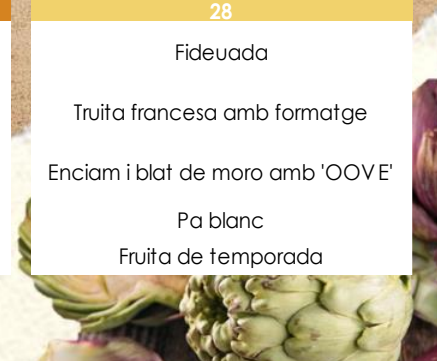 28
Fideuada
Truita francesa amb formatge
Enciam i blat de moro amb 'OOVE'
Pa blanc
Fruita de temporada